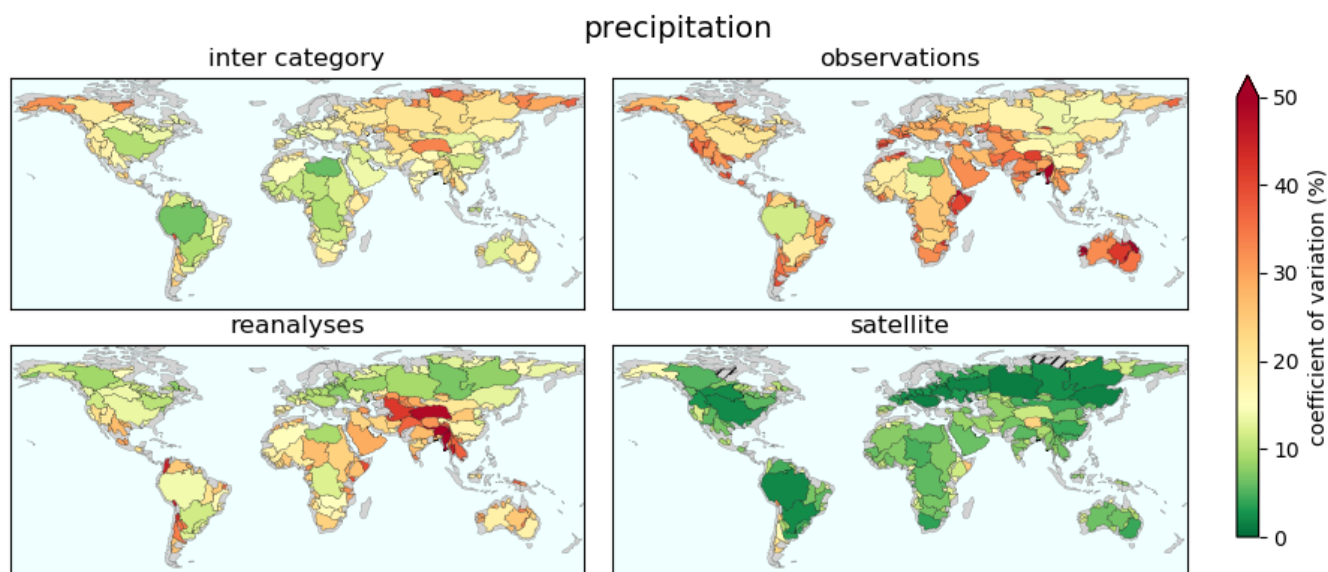 precipitation
inter category
observations
reanalyses
satellite
50
40
30
20
10
0
coefficient of variation (%)